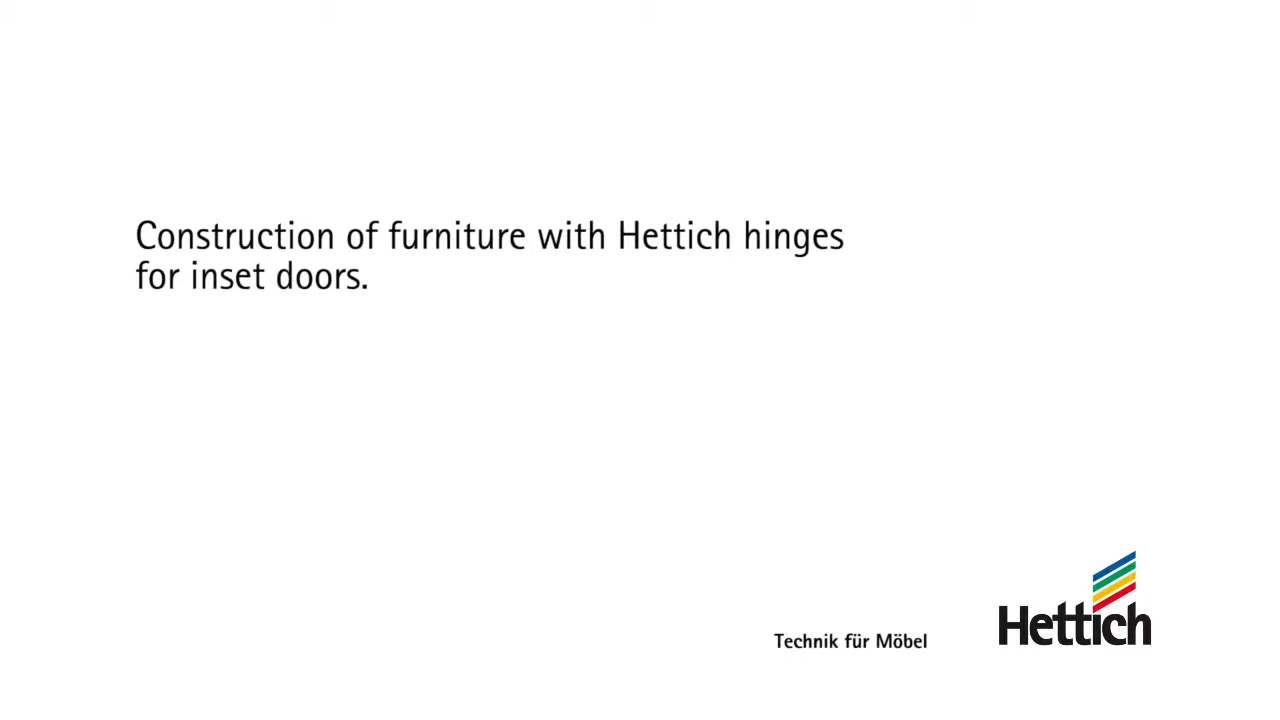 Construction of furniture with Hettich hinges
for inset doors.
Technik für Möbel
Hettich